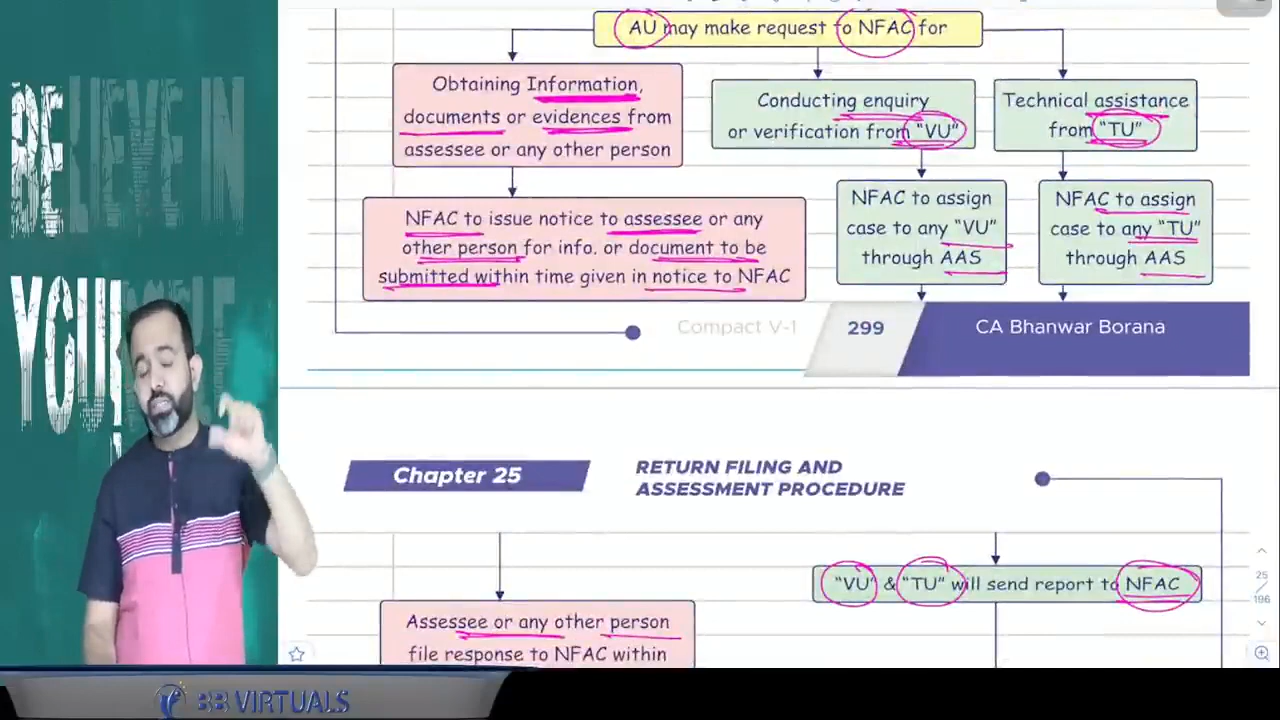 BELIEVE IN
AU may make request to NFAC for
Obtaining Information,
documents or evidences from
assessee or any other person
Conducting enquiry
or verification from "VU"
Technical assistance
from "TU"
NFAC to issue notice to assessee or any
other person for info. or document to be
submitted within time given in notice to NFAC
NFAC to assign
case to any "VU"
through AAS
NFAC to assign
case to any "TU"
through AAS
Compact V-1
299
CA Bhanwar Borana
Chapter 25
RETURN FILING AND
ASSESSMENT PROCEDURE
"VU" & "TU" will send report to NFAC
Assessee or any other person
file response to NFAC within
25
196
BB VIRTUALS